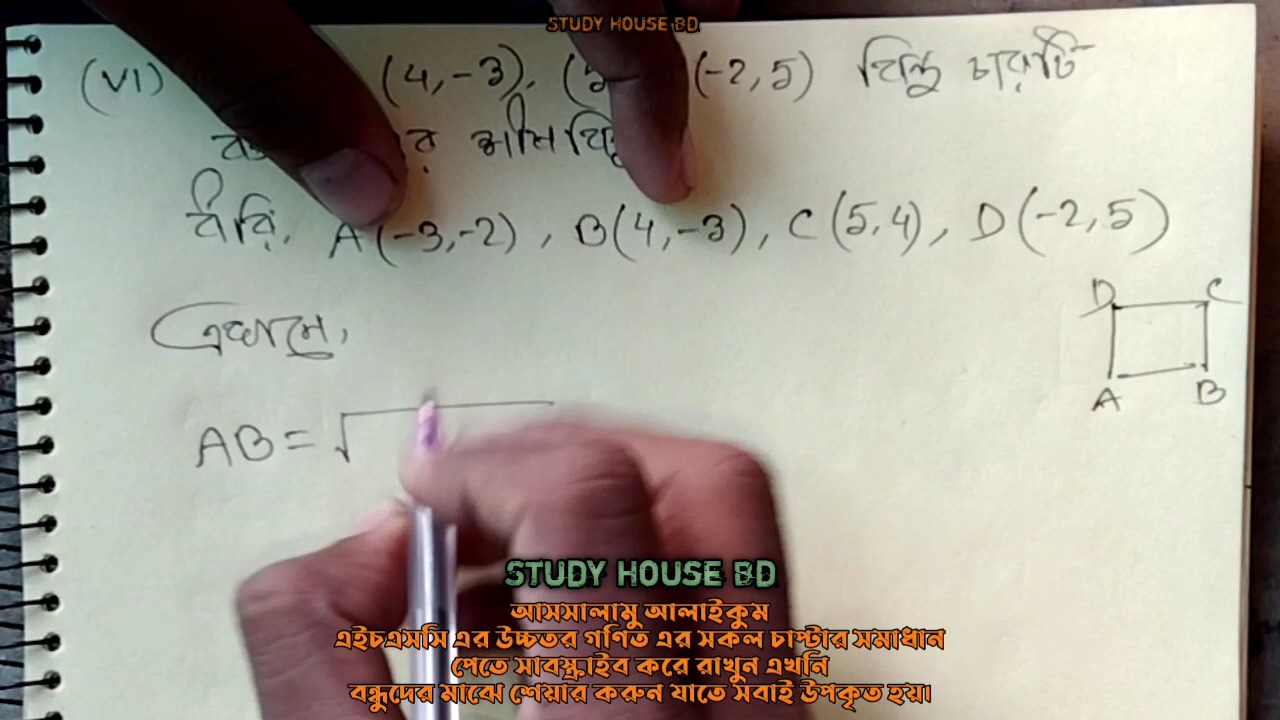 STUDY HOUSE BD
(VI) (4,-3), (5 (-2,5) বিন্দু চারটি
র শীর্ষবিন্দু
ধরি, A(-3,-2), B(4,-3), C(5,4), D(-2,5)
D C
এখানে,
A B
AB = √
STUDY HOUSE BD
আসসালামু আলাইকুম
এইচএসসি এর উচ্চতর গণিত এর সকল চাপ্টার সমাধান
পেতে সাবস্ক্রাইব করে রাখুন এখনি
বন্ধুদের মাঝে শেয়ার করুন যাতে সবাই উপকৃত হয়।